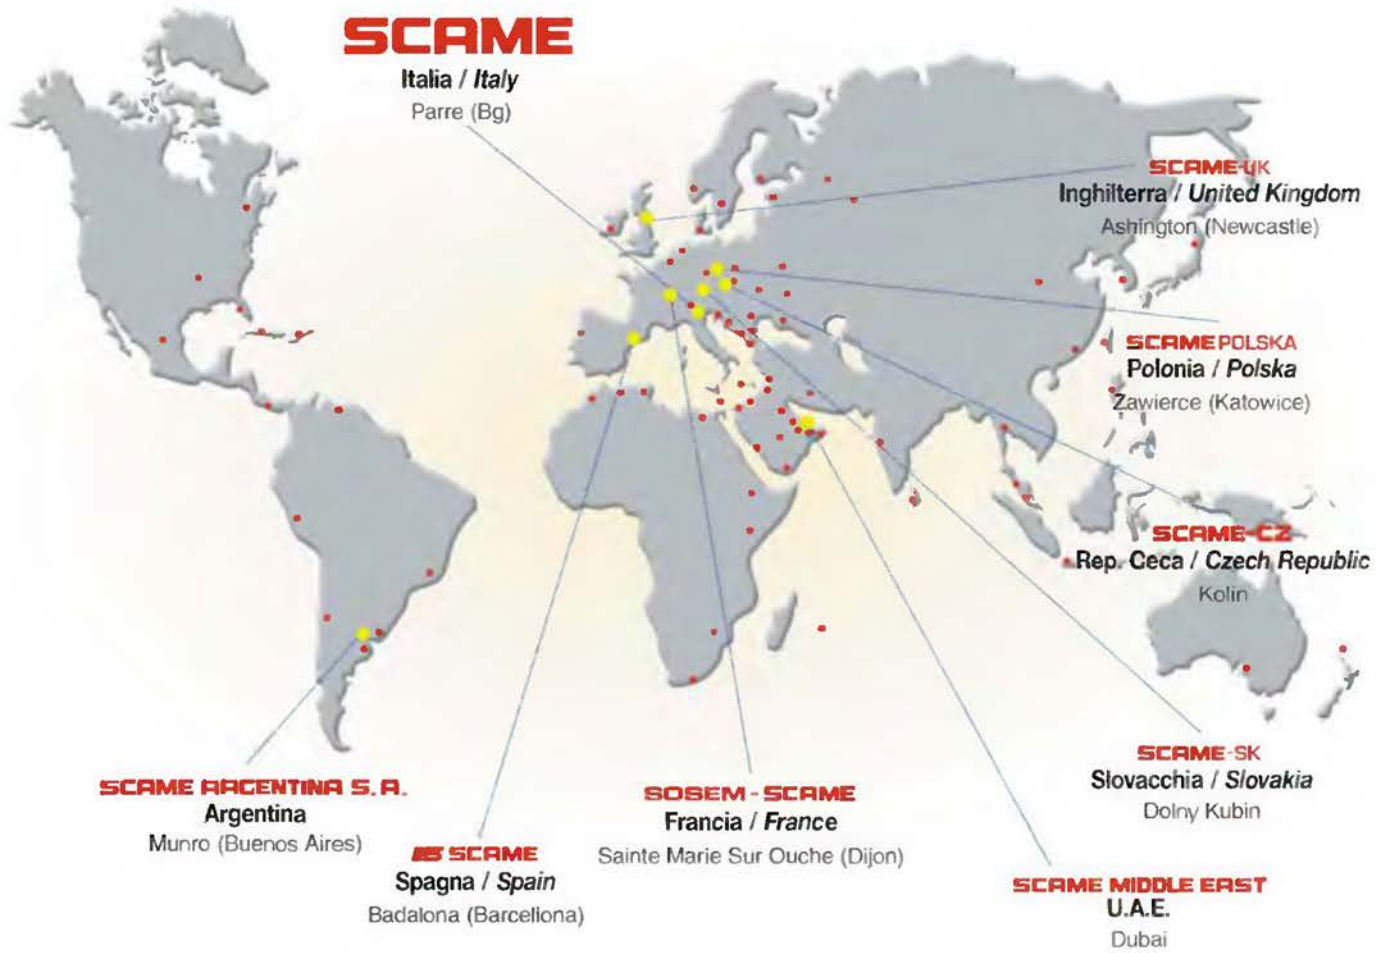 SCAME
Italia / Italy
Parre (Bg)
SCAME-UK
Inghilterra / United Kingdom
Ashington (Newcastle)
SCAME POLSKA
Polonia / Polska
Zawierce (Katowice)
SCAME-CZ
Rep. Ceca / Czech Republic
Kolin
SCAME-SK
Slovacchia / Slovakia
Dolny Kubin
SCAME ARGENTINA S.A.
Argentina
Munro (Buenos Aires)
SCAME
Spagna / Spain
Badalona (Barcellona)
SOBEM - SCAME
Francia / France
Sainte Marie Sur Ouche (Dijon)
SCAME MIDDLE EAST
U.A.E.
Dubai